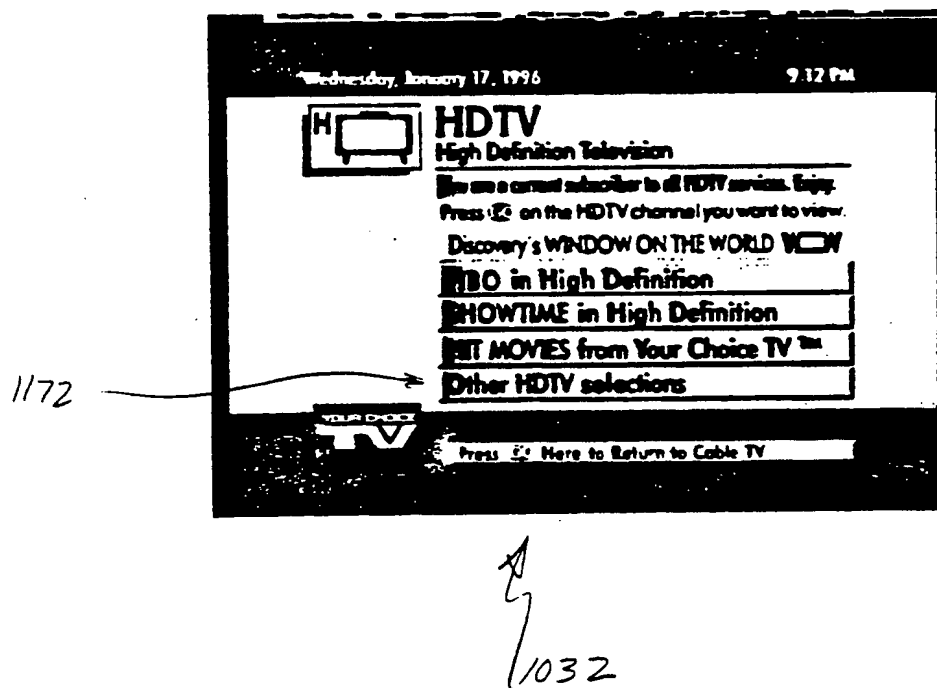 Wednesday, January 17, 1996 9:12 PM
H
HDTV
High Definition Television
You are a current subscriber to all HDTV services. Enjoy.
Press on the HDTV channel you want to view.
Discovery's WINDOW ON THE WORLD WOW
HBO in High Definition
SHOWTIME in High Definition
HIT MOVIES from Your Choice TV ™
Other HDTV selections
1172
YOUR CHOICE
TV
Press Here to Return to Cable TV
1032